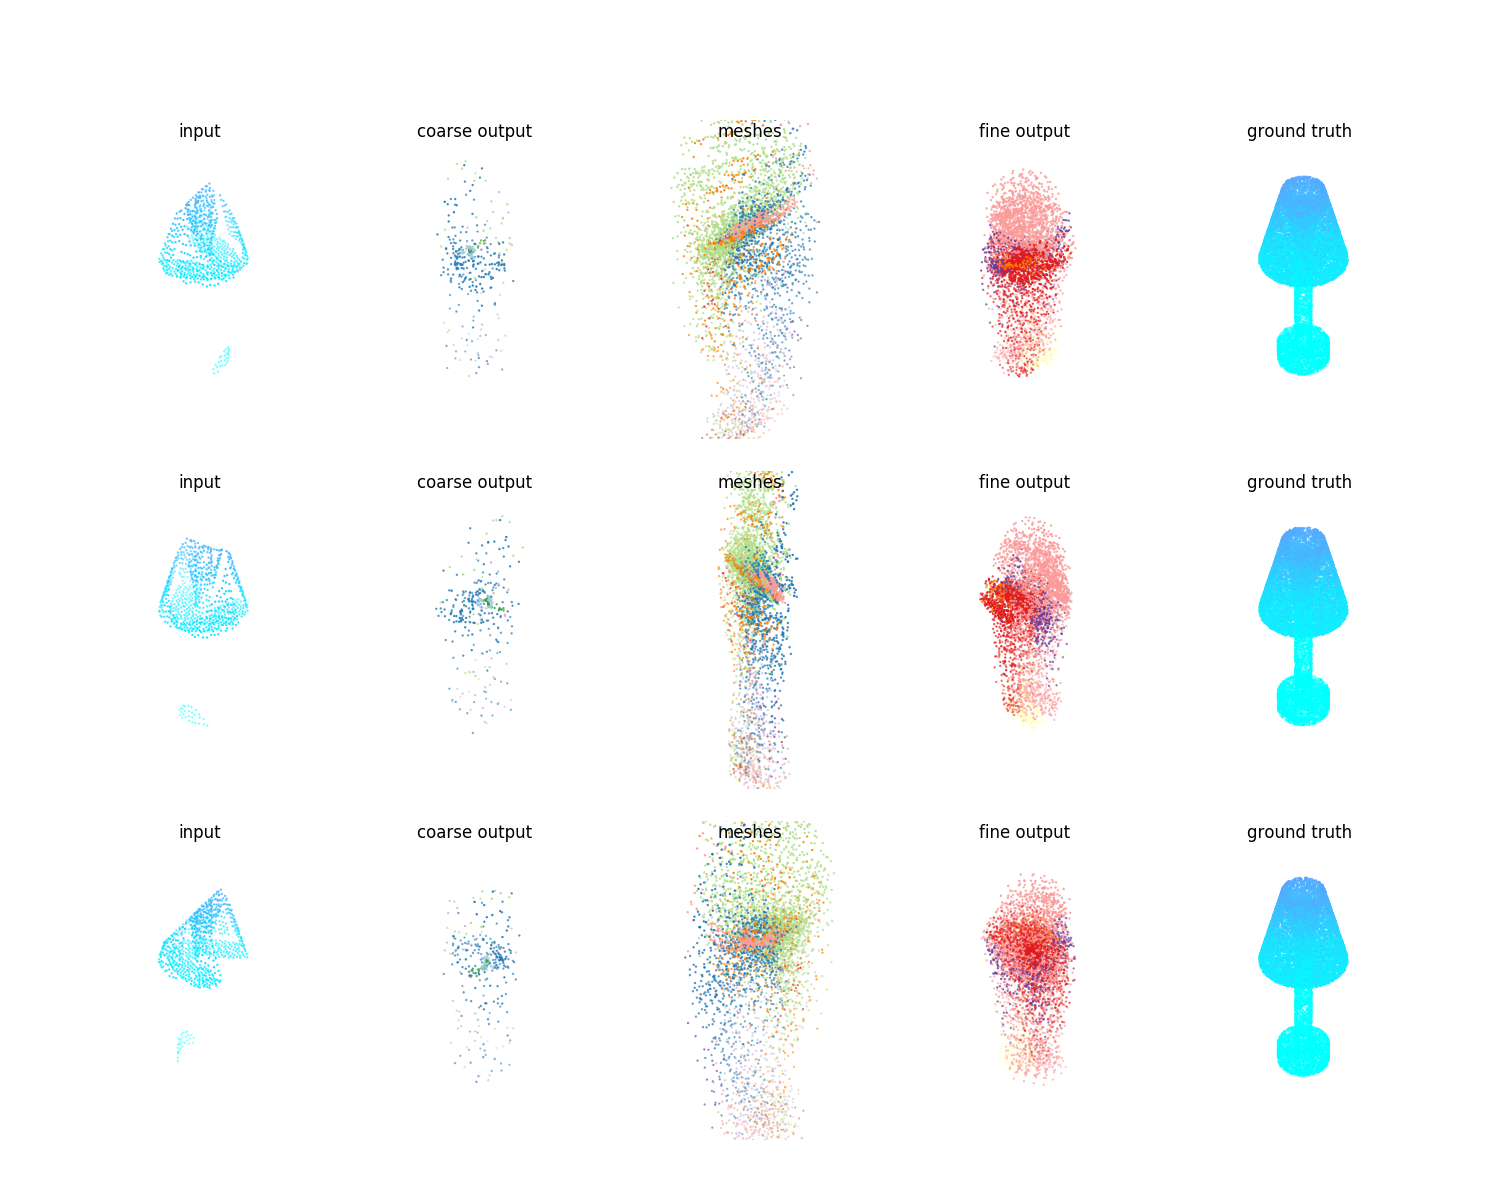 input
coarse output
meshes
fine output
ground truth
input
coarse output
meshes
fine output
ground truth
input
coarse output
meshes
fine output
ground truth